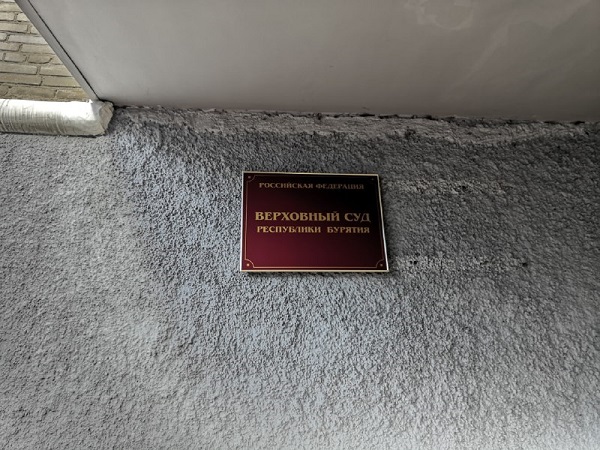 РОССИЙСКАЯ ФЕДЕРАЦИЯ
ВЕРХОВНЫЙ СУД
РЕСПУБЛИКИ БУРЯТИЯ